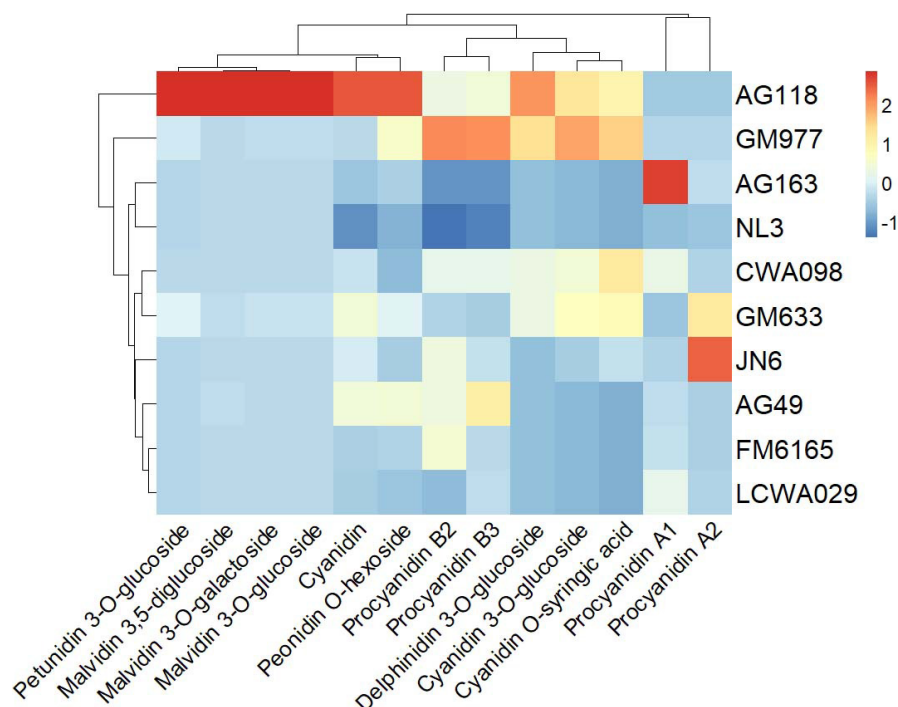 AG118
GM977
AG163
NL3
CWA098
GM633
JN6
AG49
FM6165
LCWA029
2
1
0
-1
Petunidin 3-O-glucoside
Malvidin 3,5-diglucoside
Malvidin 3-O-galactoside
Malvidin 3-O-glucoside
Cyanidin
Peonidin O-hexoside
Procyanidin B2
Procyanidin B3
Delphinidin 3-O-glucoside
Cyanidin 3-O-glucoside
Cyanidin O-syringic acid
Procyanidin A1
Procyanidin A2